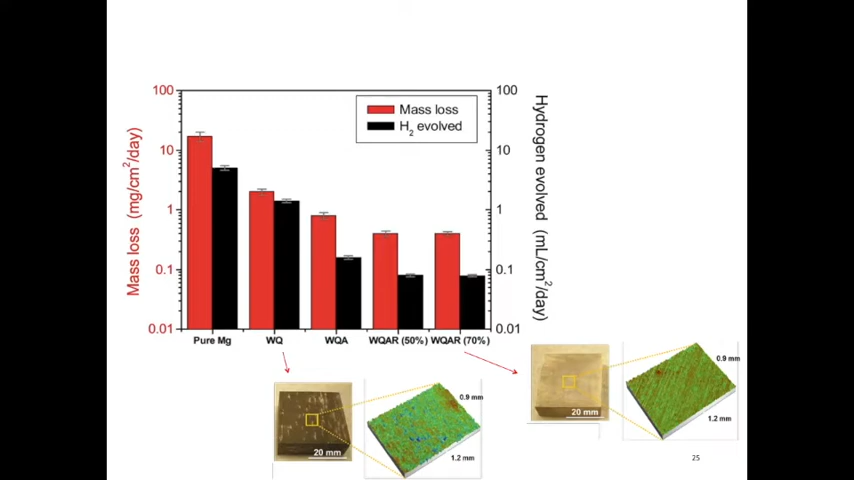 Mass loss (mg/cm²/day)
100
10
1
0.1
0.01
Mass loss
H₂ evolved
100
10
1
0.1
0.01
Hydrogen evolved (mL/cm²/day)
Pure Mg WQ WQA WQAR (50%) WQAR (70%)
20 mm
0.9 mm
1.2 mm
20 mm
0.9 mm
1.2 mm
25